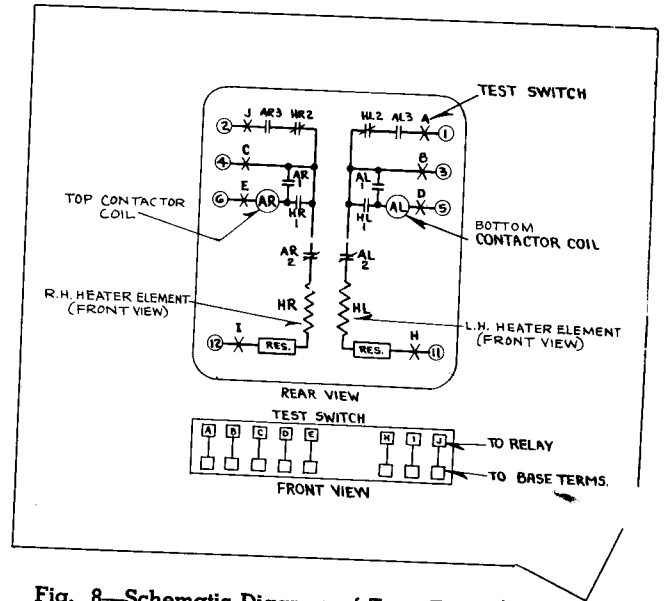 TEST SWITCH
2 J AR3 HR2 HL2 AL3 A 1
4 C AR 1 AL 1 B 3
6 E AR HR 1 HL 1 AL D 5
TOP CONTACTOR
COIL
BOTTOM
CONTACTOR COIL
AR 2 AL 2
R.H. HEATER ELEMENT
(FRONT VIEW)
HR HL
L.H. HEATER ELEMENT
(FRONT VIEW)
12 I RES. RES. H 11
REAR VIEW
TEST SWITCH
A B C D E H I J
TO RELAY
TO BASE TERMS.
FRONT VIEW
Fig. 8—Schematic Diagram of